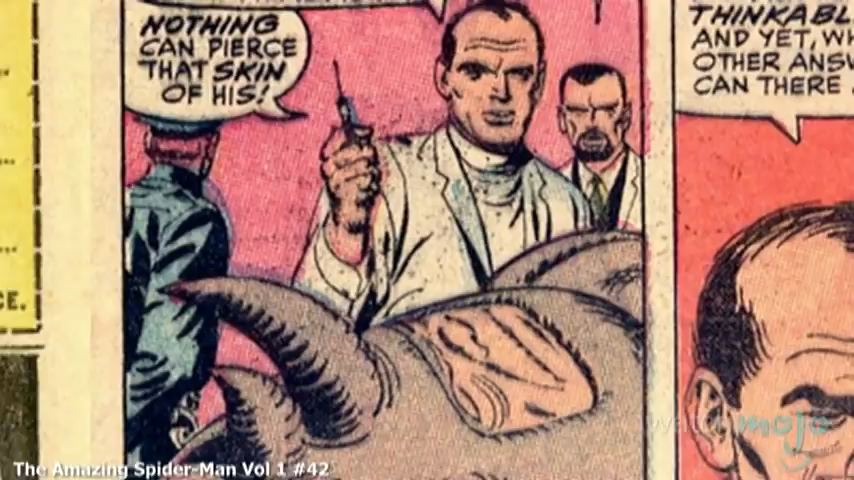 NOTHING
CAN PIERCE
THAT SKIN
OF HIS!
AND YET, WH
OTHER ANSW
CAN THERE
CE.
The Amazing Spider-Man Vol 1 #42
mojo